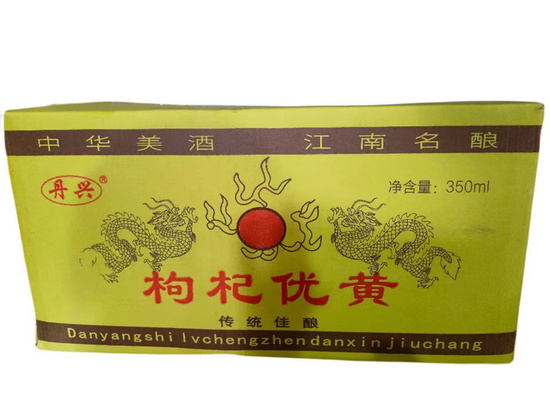 中华美酒 江南名酿
丹兴®
净含量：350ml
枸杞优黄
传统佳酿
Danyangshi lvchengzhendanxinjiuchang